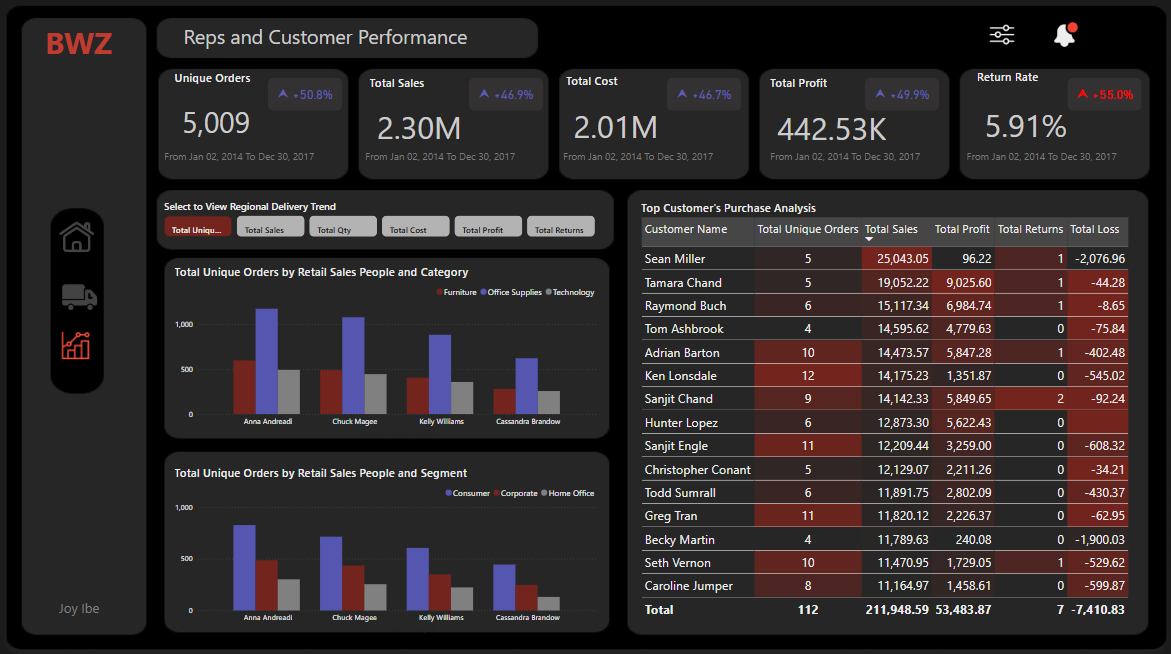 BWZ
Reps and Customer Performance
Unique Orders
+50.8%
5,009
From Jan 02, 2014 To Dec 30, 2017
Total Sales
+46.9%
2.30M
From Jan 02, 2014 To Dec 30, 2017
Total Cost
+46.7%
2.01M
From Jan 02, 2014 To Dec 30, 2017
Total Profit
+49.9%
442.53K
From Jan 02, 2014 To Dec 30, 2017
Return Rate
+55.0%
5.91%
From Jan 02, 2014 To Dec 30, 2017
Select to View Regional Delivery Trend
Total Uniqu... Total Sales Total Qty Total Cost Total Profit Total Returns
Total Unique Orders by Retail Sales People and Category
Furniture Office Supplies Technology
1,000
500
0
Anna Andreadi Chuck Magee Kelly Williams Cassandra Brandow
Total Unique Orders by Retail Sales People and Segment
Consumer Corporate Home Office
1,000
500
0
Anna Andreadi Chuck Magee Kelly Williams Cassandra Brandow
Top Customer's Purchase Analysis
Customer Name Total Unique Orders Total Sales Total Profit Total Returns Total Loss
Sean Miller 5 25,043.05 96.22 1 -2,076.96
Tamara Chand 5 19,052.22 9,025.60 1 -44.28
Raymond Buch 6 15,117.34 6,984.74 1 -8.65
Tom Ashbrook 4 14,595.62 4,779.63 0 -75.84
Adrian Barton 10 14,473.57 5,847.28 1 -402.48
Ken Lonsdale 12 14,175.23 1,351.87 0 -545.02
Sanjit Chand 9 14,142.33 5,849.65 2 -92.24
Hunter Lopez 6 12,873.30 5,622.43 0
Sanjit Engle 11 12,209.44 3,259.00 0 -608.32
Christopher Conant 5 12,129.07 2,211.26 0 -34.21
Todd Sumrall 6 11,891.75 2,802.09 0 -430.37
Greg Tran 11 11,820.12 2,226.37 0 -62.95
Becky Martin 4 11,789.63 240.08 0 -1,900.03
Seth Vernon 10 11,470.95 1,729.05 1 -529.62
Caroline Jumper 8 11,164.97 1,458.61 0 -599.87
Total 112 211,948.59 53,483.87 7 -7,410.83
Joy Ibe